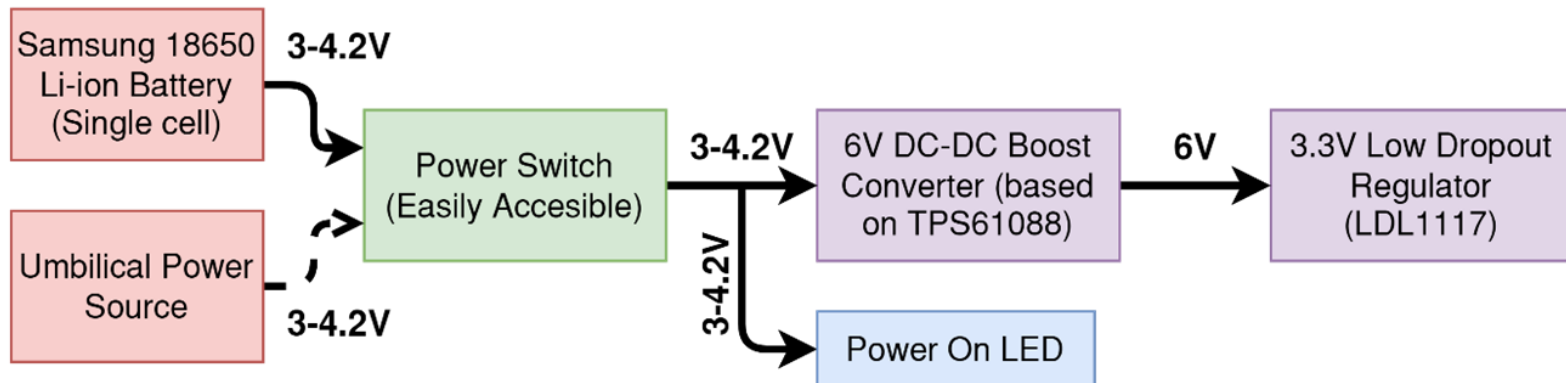 Samsung 18650
Li-ion Battery
(Single cell)
3-4.2V
Umbilical Power
Source
3-4.2V
Power Switch
(Easily Accesible)
3-4.2V
3-4.2V
6V DC-DC Boost
Converter (based
on TPS61088)
Power On LED
6V
3.3V Low Dropout
Regulator
(LDL1117)